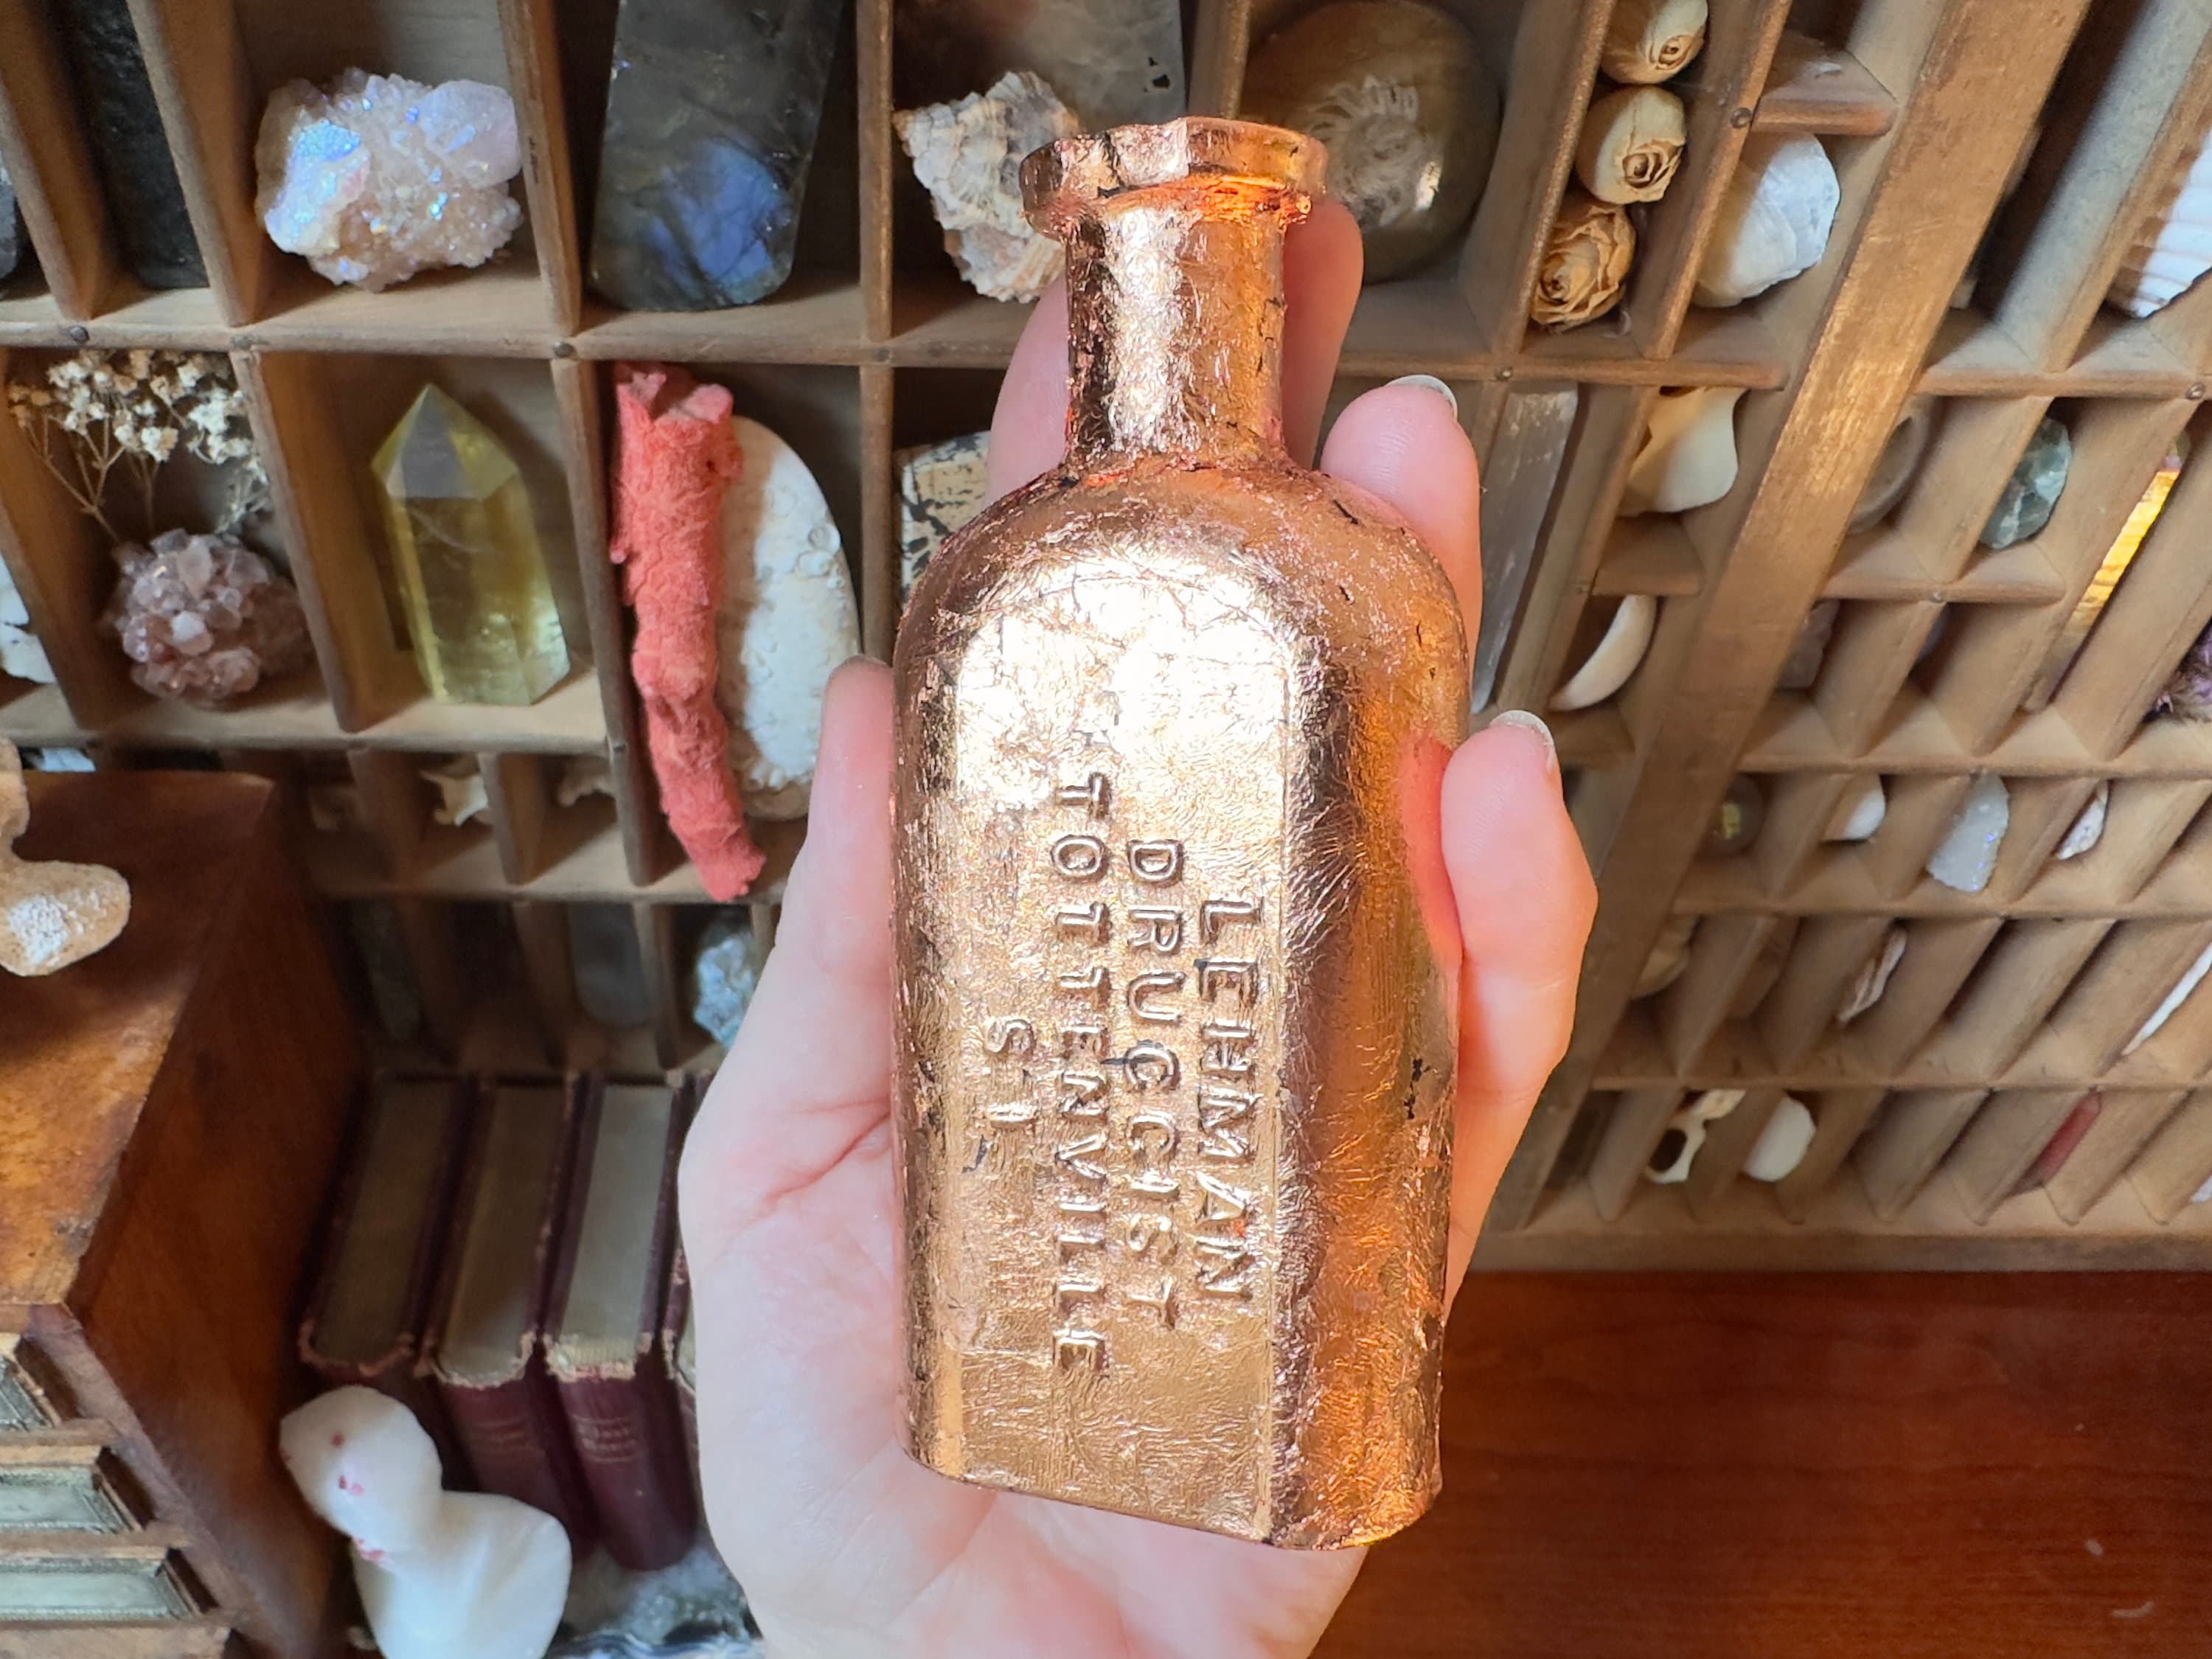 LEHMAN
DRUGGIST
TOTTENVILLE
S.I.